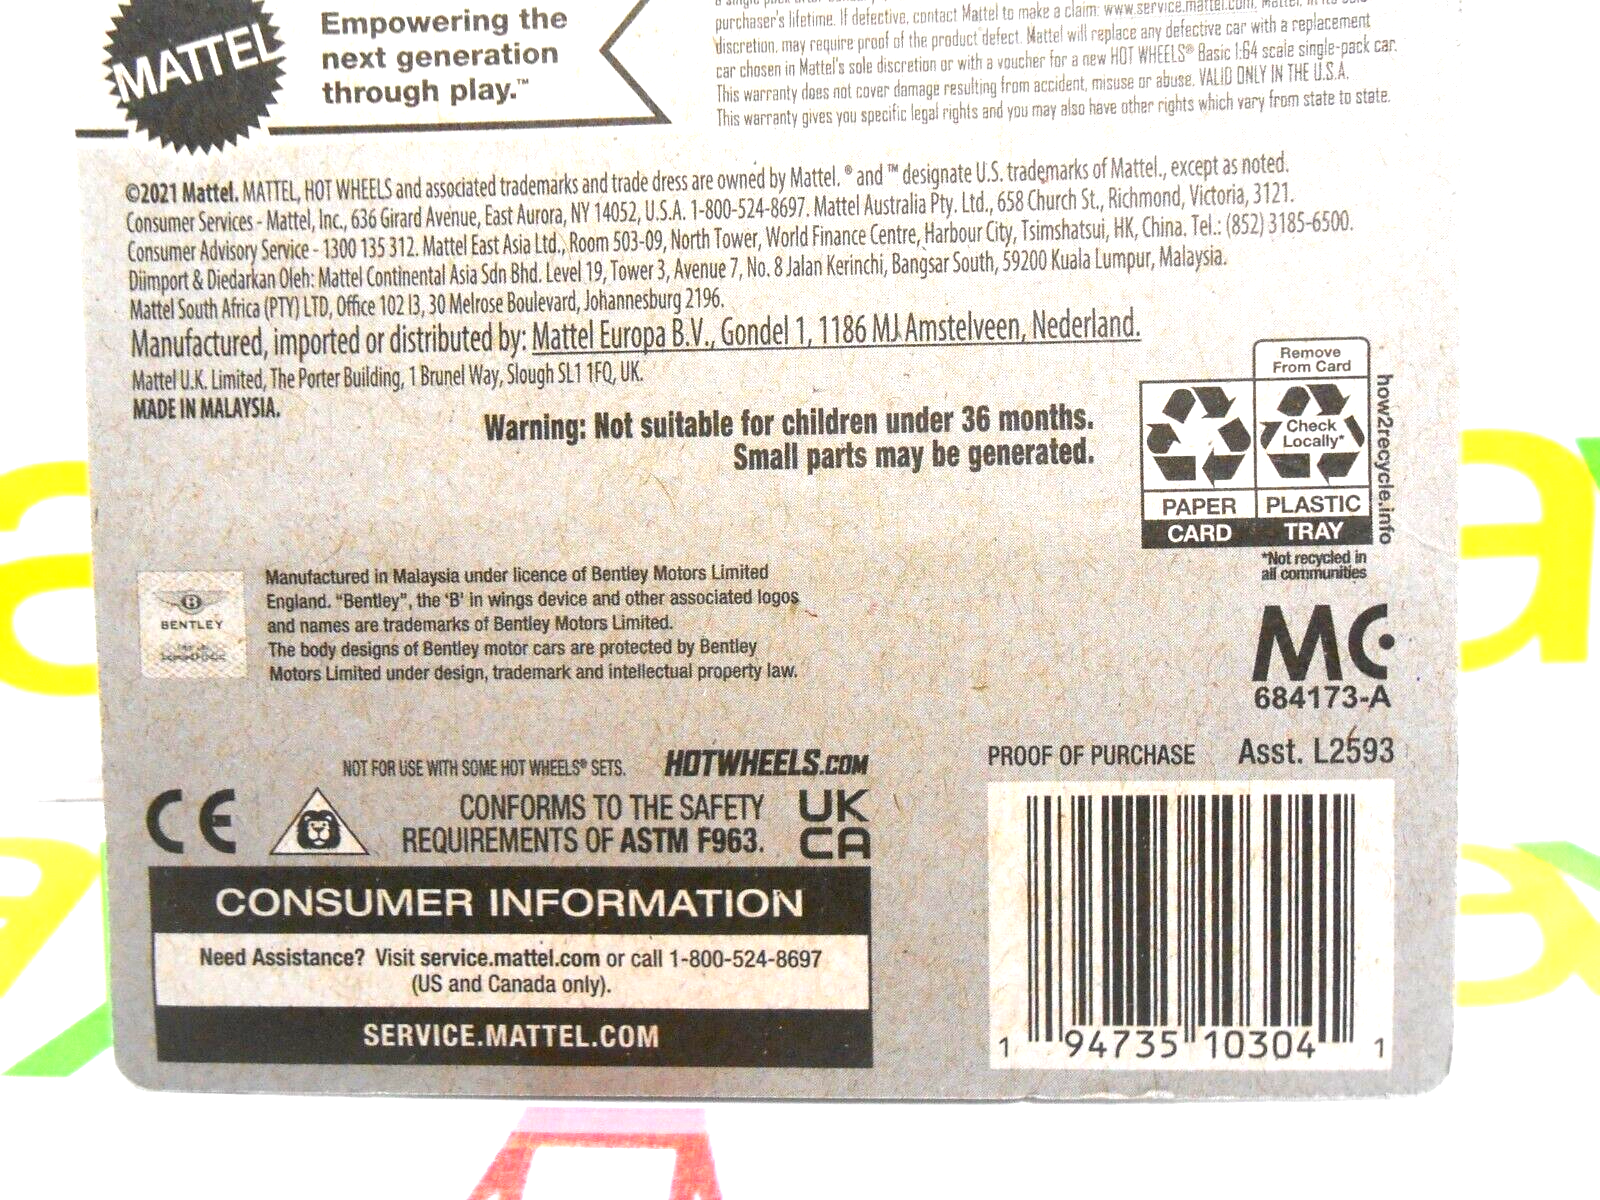 MATTEL
Empowering the
next generation
through play.™
purchaser's lifetime. If defective, contact Mattel to make a claim: www.service.mattel.com. Mattel, in its sole
discretion, may require proof of the product defect. Mattel will replace any defective car with a replacement
car chosen in Mattel's sole discretion or with a voucher for a new HOT WHEELS® Basic 1:64 scale single-pack car.
This warranty does not cover damage resulting from accident, misuse or abuse. VALID ONLY IN THE U.S.A.
This warranty gives you specific legal rights and you may also have other rights which vary from state to state.
©2021 Mattel. MATTEL, HOT WHEELS and associated trademarks and trade dress are owned by Mattel. ® and ™ designate U.S. trademarks of Mattel., except as noted.
Consumer Services - Mattel, Inc., 636 Girard Avenue, East Aurora, NY 14052, U.S.A. 1-800-524-8697. Mattel Australia Pty. Ltd., 658 Church St., Richmond, Victoria, 3121.
Consumer Advisory Service - 1300 135 312. Mattel East Asia Ltd., Room 503-09, North Tower, World Finance Centre, Harbour City, Tsimshatsui, HK, China. Tel.: (852) 3185-6500.
Diimport & Diedarkan Oleh: Mattel Continental Asia Sdn Bhd. Level 19, Tower 3, Avenue 7, No. 8 Jalan Kerinchi, Bangsar South, 59200 Kuala Lumpur, Malaysia.
Mattel South Africa (PTY) LTD, Office 102 I3, 30 Melrose Boulevard, Johannesburg 2196.
Manufactured, imported or distributed by: Mattel Europa B.V., Gondel 1, 1186 MJ Amstelveen, Nederland.
Mattel U.K. Limited, The Porter Building, 1 Brunel Way, Slough SL1 1FQ, UK.
MADE IN MALAYSIA.
Warning: Not suitable for children under 36 months.
Small parts may be generated.
Remove
From Card
Check
Locally*
PAPER
CARD
PLASTIC
TRAY
how2recycle.info
*Not recycled in
all communities
B
BENTLEY
Manufactured in Malaysia under licence of Bentley Motors Limited
England. “Bentley”, the ‘B’ in wings device and other associated logos
and names are trademarks of Bentley Motors Limited.
The body designs of Bentley motor cars are protected by Bentley
Motors Limited under design, trademark and intellectual property law.
MC
684173-A
NOT FOR USE WITH SOME HOT WHEELS® SETS.
HOTWHEELS.COM
PROOF OF PURCHASE
Asst. L2593
CE
CONFORMS TO THE SAFETY
REQUIREMENTS OF ASTM F963.
UK
CA
CONSUMER INFORMATION
Need Assistance? Visit service.mattel.com or call 1-800-524-8697
(US and Canada only).
SERVICE.MATTEL.COM
1 94735 10304 1